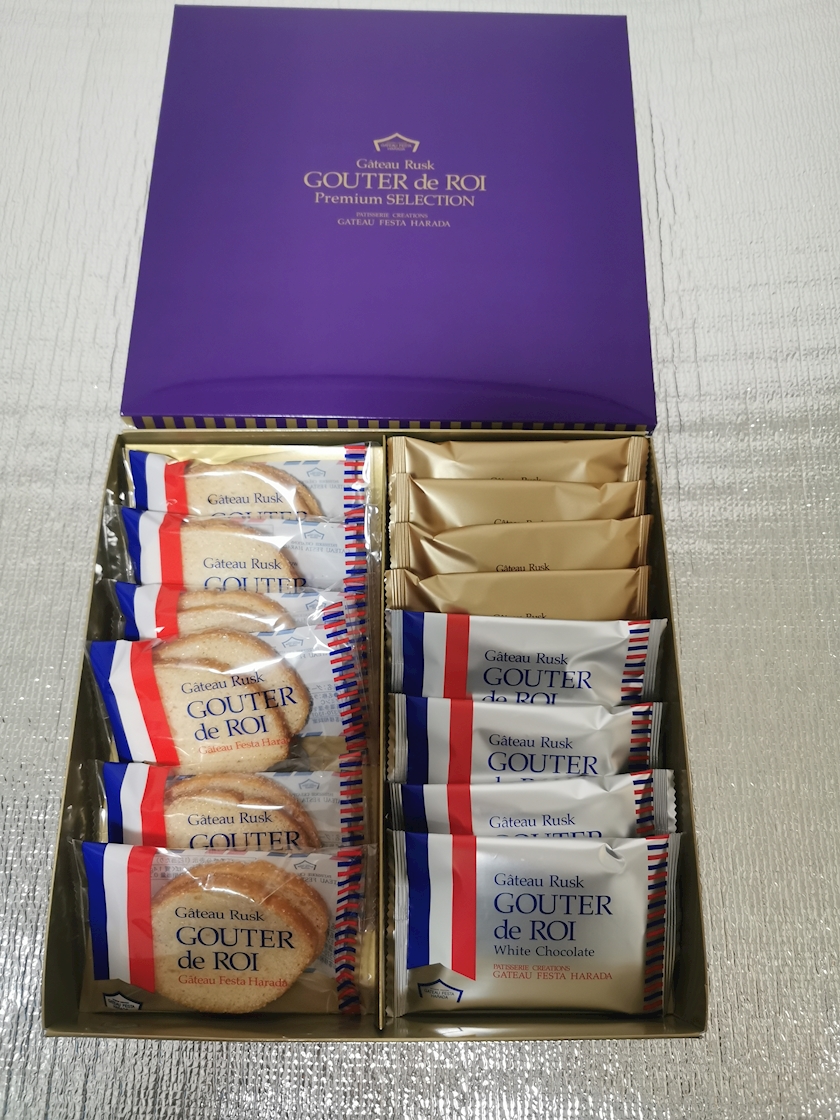 Gâteau Rusk
GOUTER de ROI
Premium SELECTION
PATISSERIE CREATIONS
GATEAU FESTA HARADA
Gâteau Rusk
GOUTER
Gâteau Rusk
GOUTER
Gâteau Rusk
GOUTER
de ROI
Gâteau Festa Harada
Gâteau Rusk
GOUTER
Gâteau Rusk
GOUTER
de ROI
Gâteau Festa Harada
Gâteau Rusk
Gâteau Rusk
GOUTER
de ROI
Gâteau Rusk
GOUTER
Gâteau Rusk
GOUTER
Gâteau Rusk
GOUTER
de ROI
White Chocolate
PATISSERIE CREATIONS
GATEAU FESTA HARADA